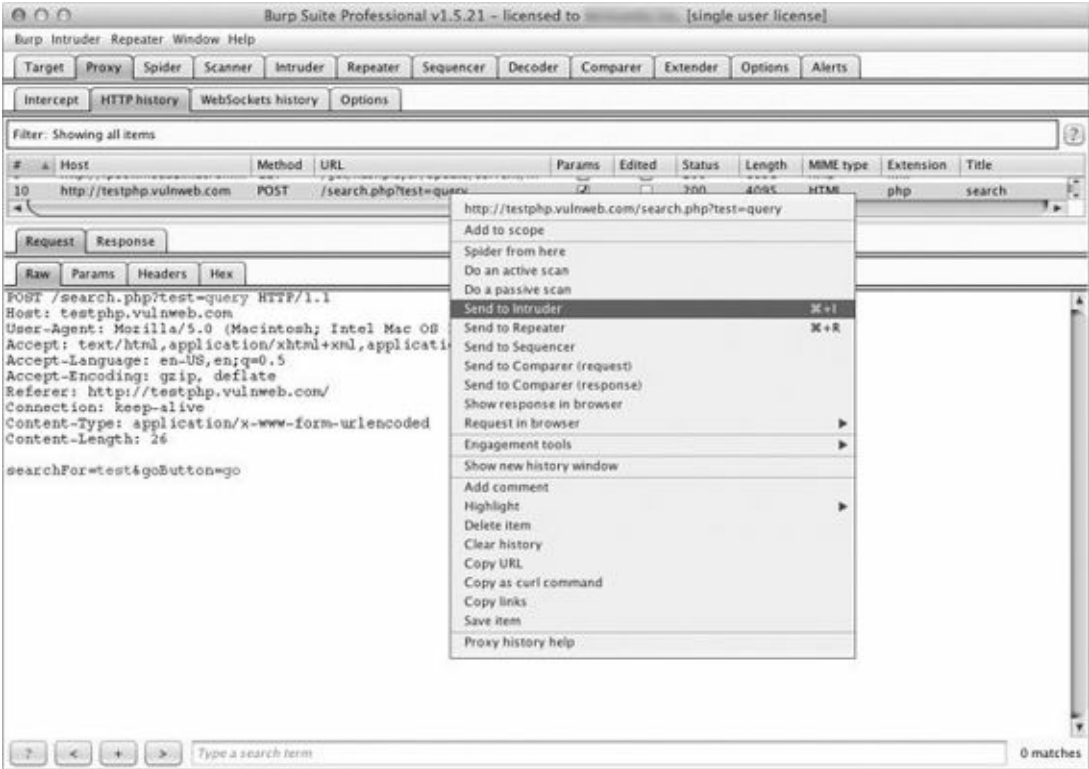 Burp Suite Professional v1.5.21 - licensed to [single user license]
Burp Intruder Repeater Window Help
Target Proxy Spider Scanner Intruder Repeater Sequencer Decoder Comparer Extender Options Alerts
Intercept HTTP history WebSockets history Options
Filter: Showing all items ?
# Host Method URL Params Edited Status Length MIME type Extension Title
10 http://testphp.vulnweb.com POST /search.php?test=query 200 4095 HTML php search
http://testphp.vulnweb.com/search.php?test=query
Add to scope
Spider from here
Do an active scan
Do a passive scan
Send to Intruder ⌘+I
Send to Repeater ⌘+R
Send to Sequencer
Send to Comparer (request)
Send to Comparer (response)
Show response in browser
Request in browser
Engagement tools
Show new history window
Add comment
Highlight
Delete item
Clear history
Copy URL
Copy as curl command
Copy links
Save item
Proxy history help
Request Response
Raw Params Headers Hex
POST /search.php?test=query HTTP/1.1
Host: testphp.vulnweb.com
User-Agent: Mozilla/5.0 (Macintosh; Intel Mac OS
Accept: text/html,application/xhtml+xml,applicati
Accept-Language: en-US,en;q=0.5
Accept-Encoding: gzip, deflate
Referer: http://testphp.vulnweb.com/
Connection: keep-alive
Content-Type: application/x-www-form-urlencoded
Content-Length: 26
searchFor=test&goButton=go
? < + > Type a search term 0 matches